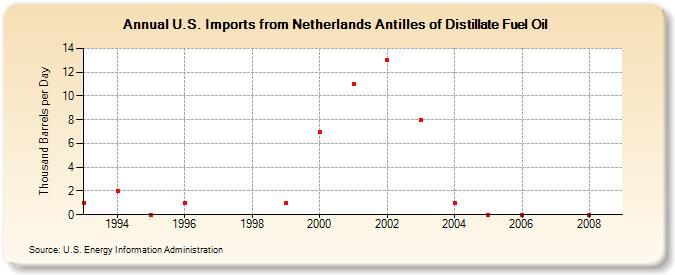 Annual U.S. Imports from Netherlands Antilles of Distillate Fuel Oil
Thousand Barrels per Day
14
12
10
8
6
4
2
0
1994 1996 1998 2000 2002 2004 2006 2008
Source: U.S. Energy Information Administration